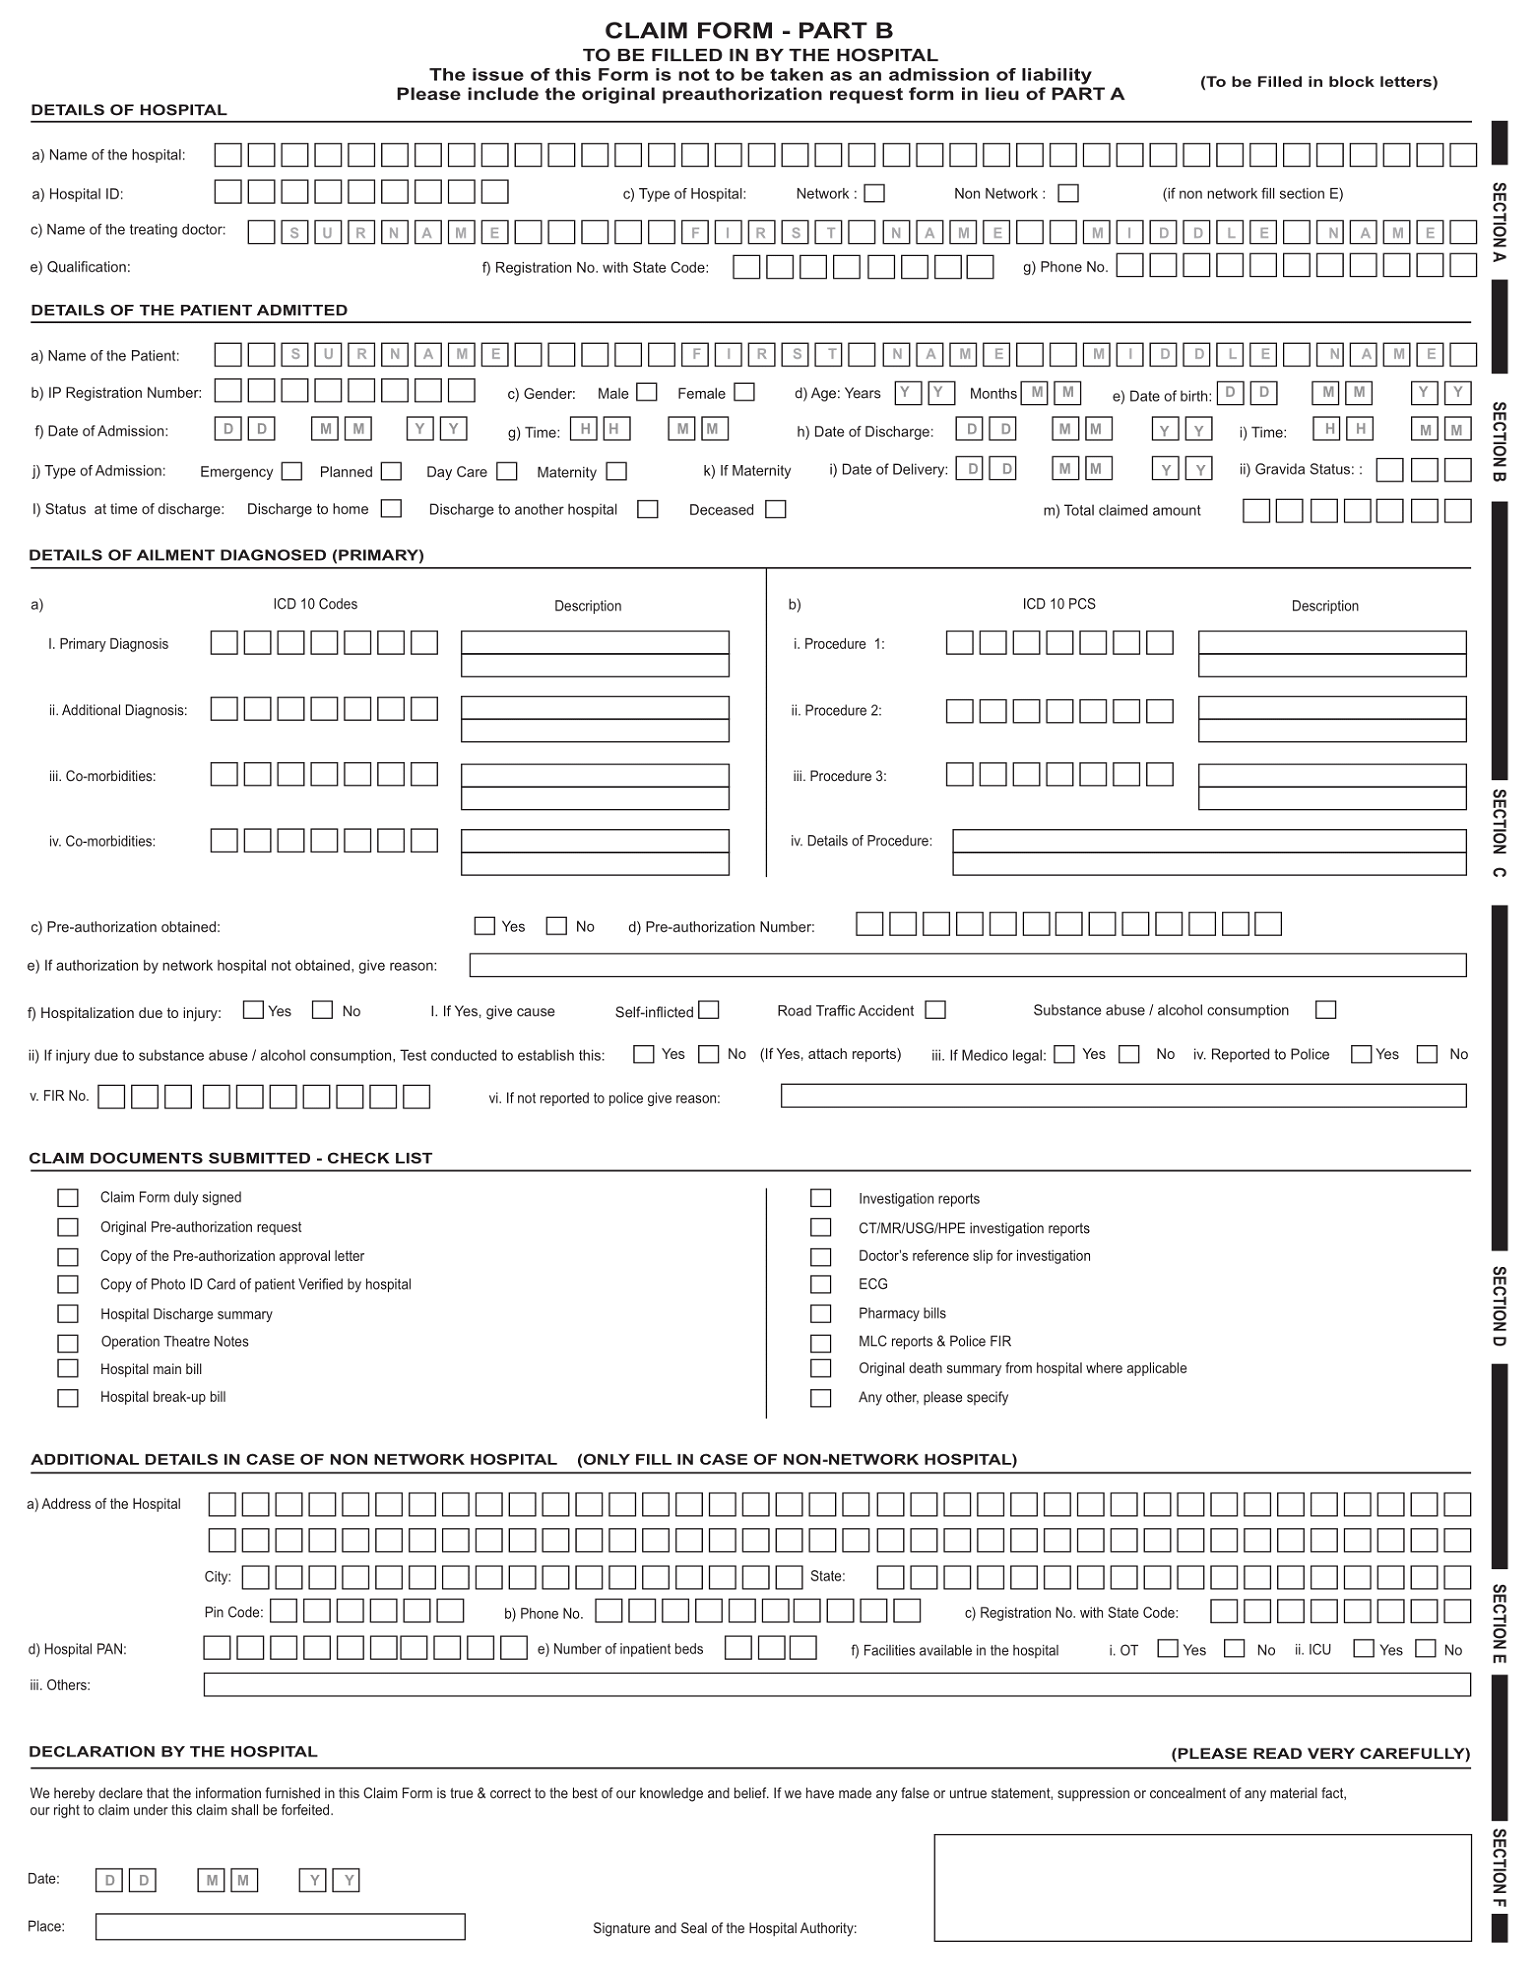 CLAIM FORM - PART B
TO BE FILLED IN BY THE HOSPITAL
The issue of this Form is not to be taken as an admission of liability
Please include the original preauthorization request form in lieu of PART A
(To be Filled in block letters)
DETAILS OF HOSPITAL
a) Name of the hospital:
a) Hospital ID: c) Type of Hospital: Network : Non Network : (if non network fill section E)
c) Name of the treating doctor: S U R N A M E F I R S T N A M E M I D D L E N A M E
e) Qualification: f) Registration No. with State Code: g) Phone No.
SECTION A
DETAILS OF THE PATIENT ADMITTED
a) Name of the Patient: S U R N A M E F I R S T N A M E M I D D L E N A M E
b) IP Registration Number: c) Gender: Male Female d) Age: Years Y Y Months M M e) Date of birth: D D M M Y Y
f) Date of Admission: D D M M Y Y g) Time: H H M M h) Date of Discharge: D D M M Y Y i) Time: H H M M
j) Type of Admission: Emergency Planned Day Care Maternity k) If Maternity i) Date of Delivery: D D M M Y Y ii) Gravida Status: :
l) Status at time of discharge: Discharge to home Discharge to another hospital Deceased m) Total claimed amount
SECTION B
DETAILS OF AILMENT DIAGNOSED (PRIMARY)
a) ICD 10 Codes Description b) ICD 10 PCS Description
I. Primary Diagnosis i. Procedure 1:
ii. Additional Diagnosis: ii. Procedure 2:
iii. Co-morbidities: iii. Procedure 3:
iv. Co-morbidities: iv. Details of Procedure:
SECTION C
c) Pre-authorization obtained: Yes No d) Pre-authorization Number:
e) If authorization by network hospital not obtained, give reason:
f) Hospitalization due to injury: Yes No I. If Yes, give cause Self-inflicted Road Traffic Accident Substance abuse / alcohol consumption
ii) If injury due to substance abuse / alcohol consumption, Test conducted to establish this: Yes No (If Yes, attach reports) iii. If Medico legal: Yes No iv. Reported to Police Yes No
v. FIR No. vi. If not reported to police give reason:
CLAIM DOCUMENTS SUBMITTED - CHECK LIST
Claim Form duly signed
Original Pre-authorization request
Copy of the Pre-authorization approval letter
Copy of Photo ID Card of patient Verified by hospital
Hospital Discharge summary
Operation Theatre Notes
Hospital main bill
Hospital break-up bill
Investigation reports
CT/MR/USG/HPE investigation reports
Doctor's reference slip for investigation
ECG
Pharmacy bills
MLC reports & Police FIR
Original death summary from hospital where applicable
Any other, please specify
SECTION D
ADDITIONAL DETAILS IN CASE OF NON NETWORK HOSPITAL (ONLY FILL IN CASE OF NON-NETWORK HOSPITAL)
a) Address of the Hospital
City: State:
Pin Code: b) Phone No. c) Registration No. with State Code:
d) Hospital PAN: e) Number of inpatient beds f) Facilities available in the hospital i. OT Yes No ii. ICU Yes No
iii. Others:
SECTION E
DECLARATION BY THE HOSPITAL (PLEASE READ VERY CAREFULLY)
We hereby declare that the information furnished in this Claim Form is true & correct to the best of our knowledge and belief. If we have made any false or untrue statement, suppression or concealment of any material fact,
our right to claim under this claim shall be forfeited.
Date: D D M M Y Y
Place: Signature and Seal of the Hospital Authority:
SECTION F